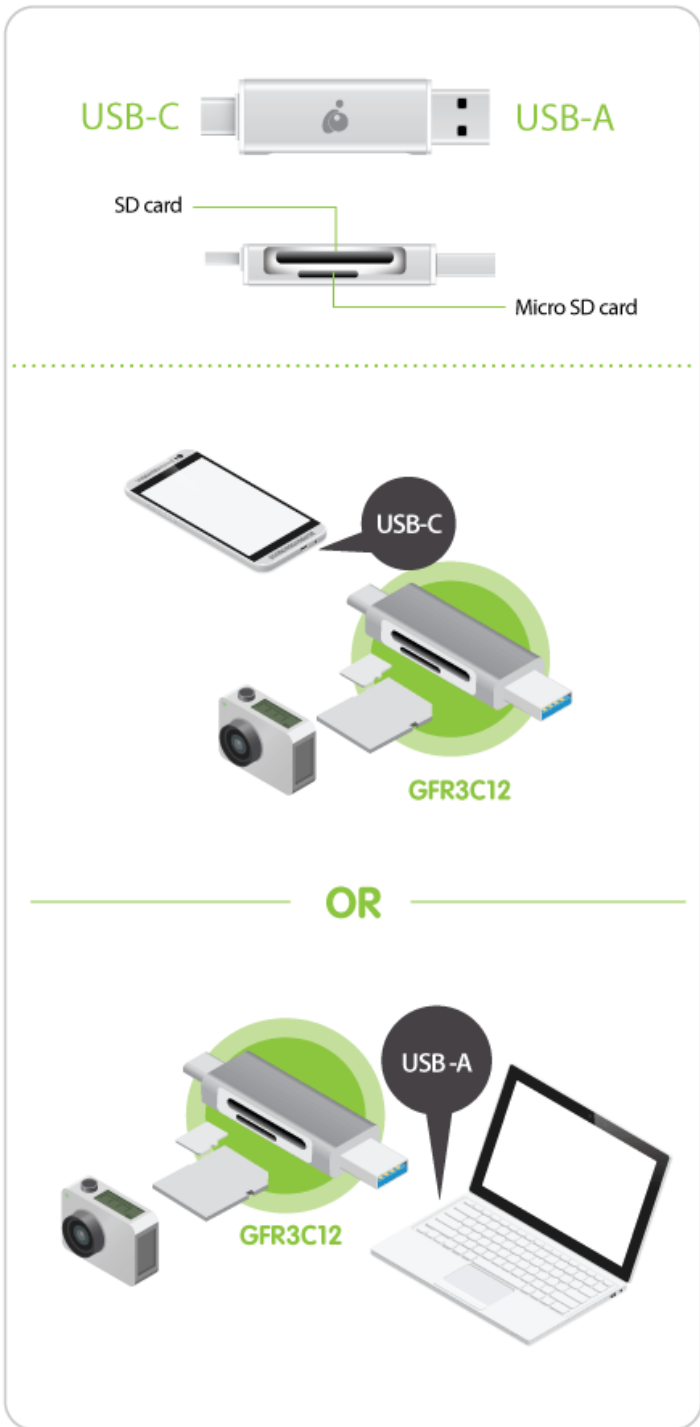 USB-C
USB-A
SD card
Micro SD card
USB-C
GFR3C12
OR
USB -A
GFR3C12